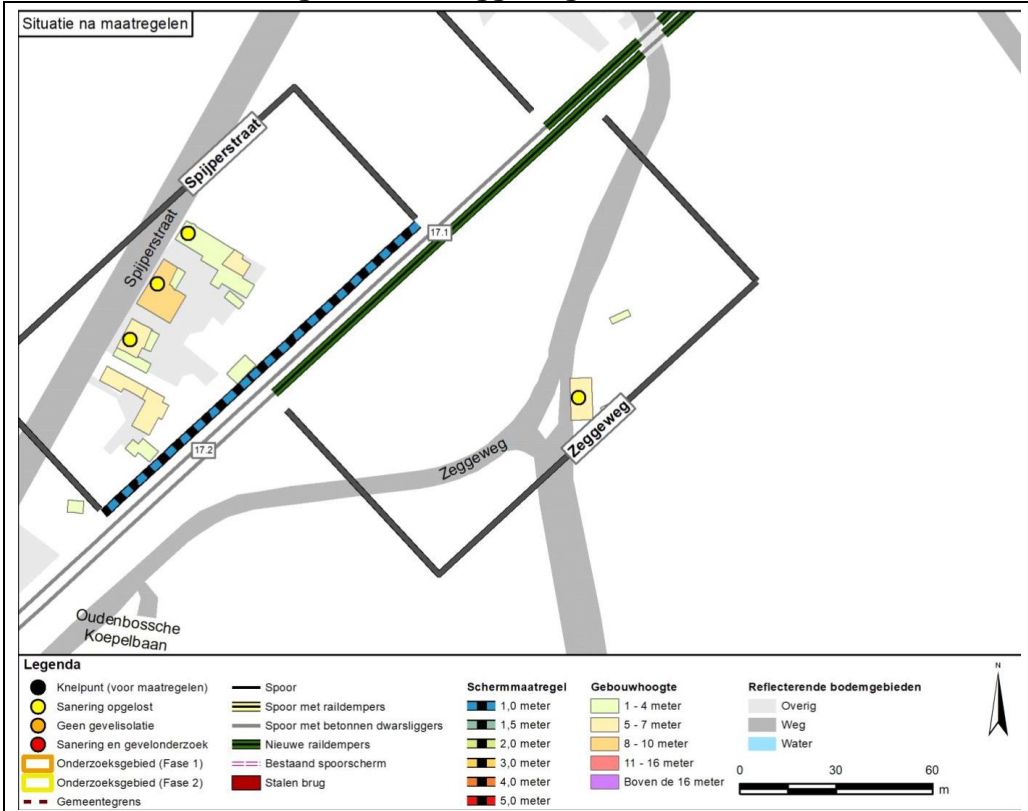 Situatie na maatregelen
Spijperstraat
Spijperstraat
17.1
17.2
Zeggeweg
Zeggeweg
Oudenbossche
Koepelbaan
Legenda
Knelpunt (voor maatregelen)
Sanering opgelost
Geen gevelisolatie
Sanering en gevelonderzoek
Onderzoeksgebied (Fase 1)
Onderzoeksgebied (Fase 2)
Gemeentegrens
Spoor
Spoor met raildempers
Spoor met betonnen dwarsliggers
Nieuwe raildempers
Bestaand spoorscherm
Stalen brug
Schermmaatregel
1,0 meter
1,5 meter
2,0 meter
3,0 meter
4,0 meter
5,0 meter
Gebouwhoogte
1 - 4 meter
5 - 7 meter
8 - 10 meter
11 - 16 meter
Boven de 16 meter
Reflecterende bodemgebieden
Overig
Weg
Water
N
0 30 60
m